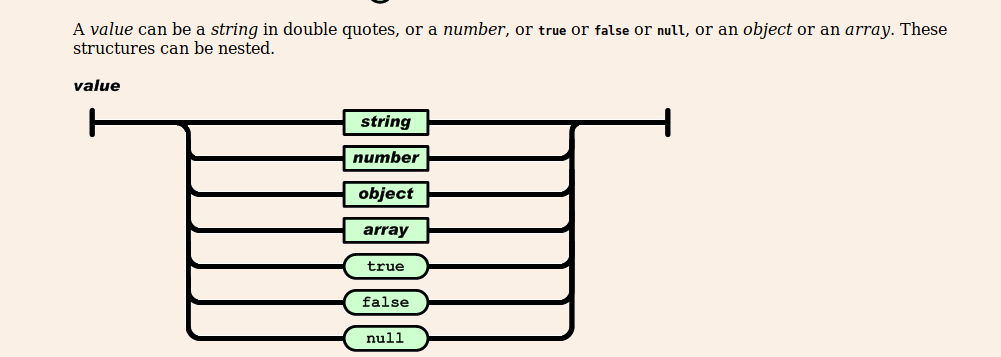 A value can be a string in double quotes, or a number, or true or false or null, or an object or an array. These
structures can be nested.
value
string
number
object
array
true
false
null